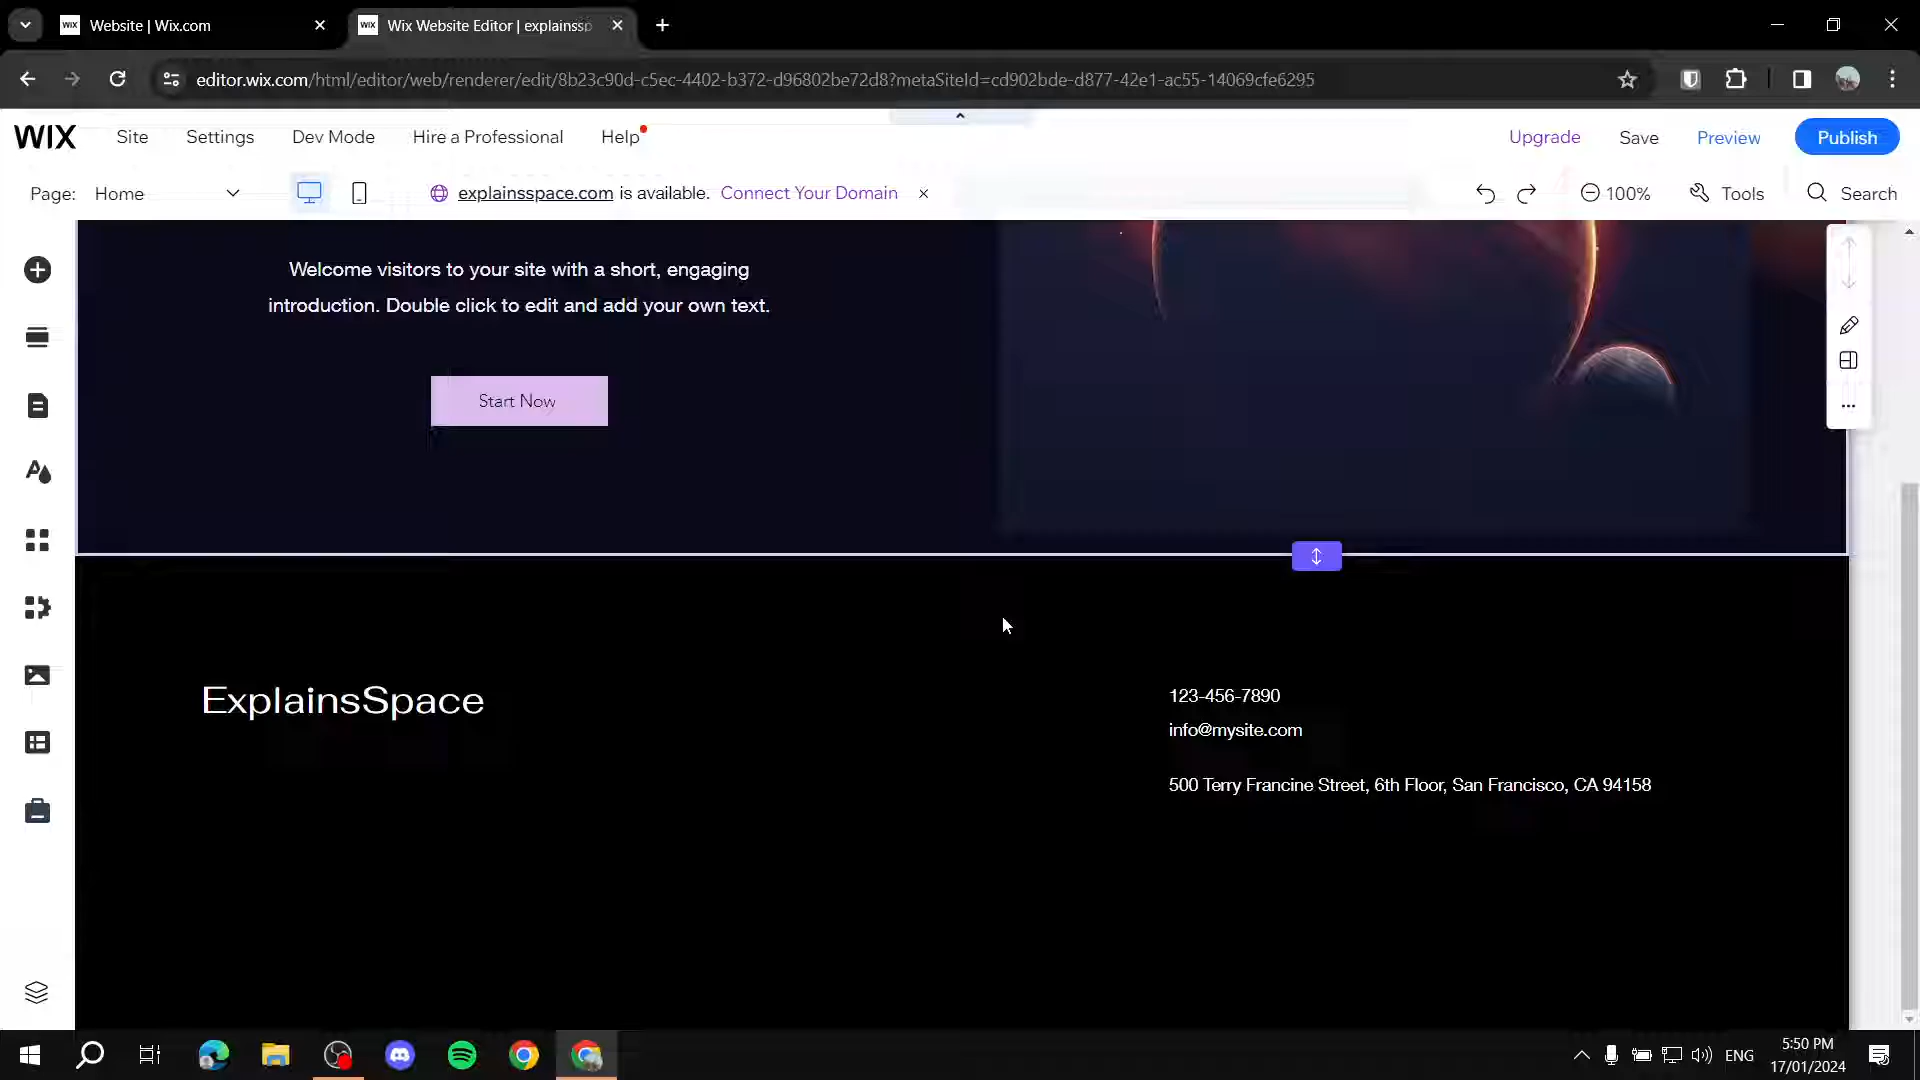 Website | Wix.com
Wix Website Editor | explainssp
editor.wix.com/html/editor/web/renderer/edit/8b23c90d-c5ec-4402-b372-d96802be72d8?metaSiteId=cd902bde-d877-42e1-ac55-14069cfe6295
WIX Site Settings Dev Mode Hire a Professional Help Upgrade Save Preview Publish
Page: Home explainsspace.com is available. Connect Your Domain 100% Tools Search
Welcome visitors to your site with a short, engaging
introduction. Double click to edit and add your own text.
Start Now
ExplainsSpace
123-456-7890
info@mysite.com
500 Terry Francine Street, 6th Floor, San Francisco, CA 94158
ENG
5:50 PM
17/01/2024